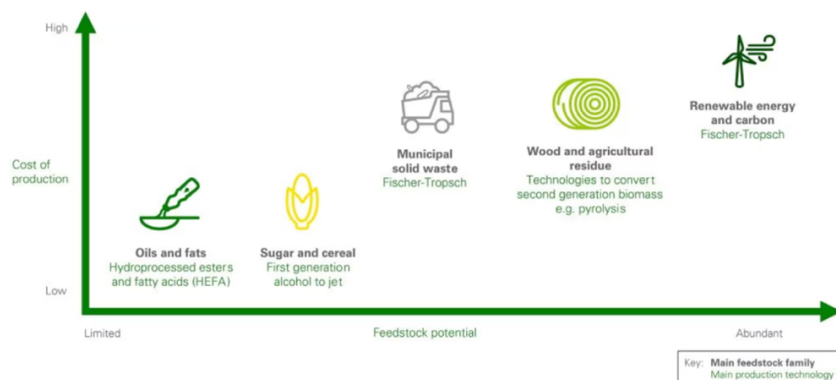 High
Cost of
production
Low
Oils and fats
Hydroprocessed esters
and fatty acids (HEFA)
Sugar and cereal
First generation
alcohol to jet
Municipal
solid waste
Fischer-Tropsch
Wood and agricultural
residue
Technologies to convert
second generation biomass
e.g. pyrolysis
Renewable energy
and carbon
Fischer-Tropsch
Limited
Feedstock potential
Abundant
Key: Main feedstock family
Main production technology